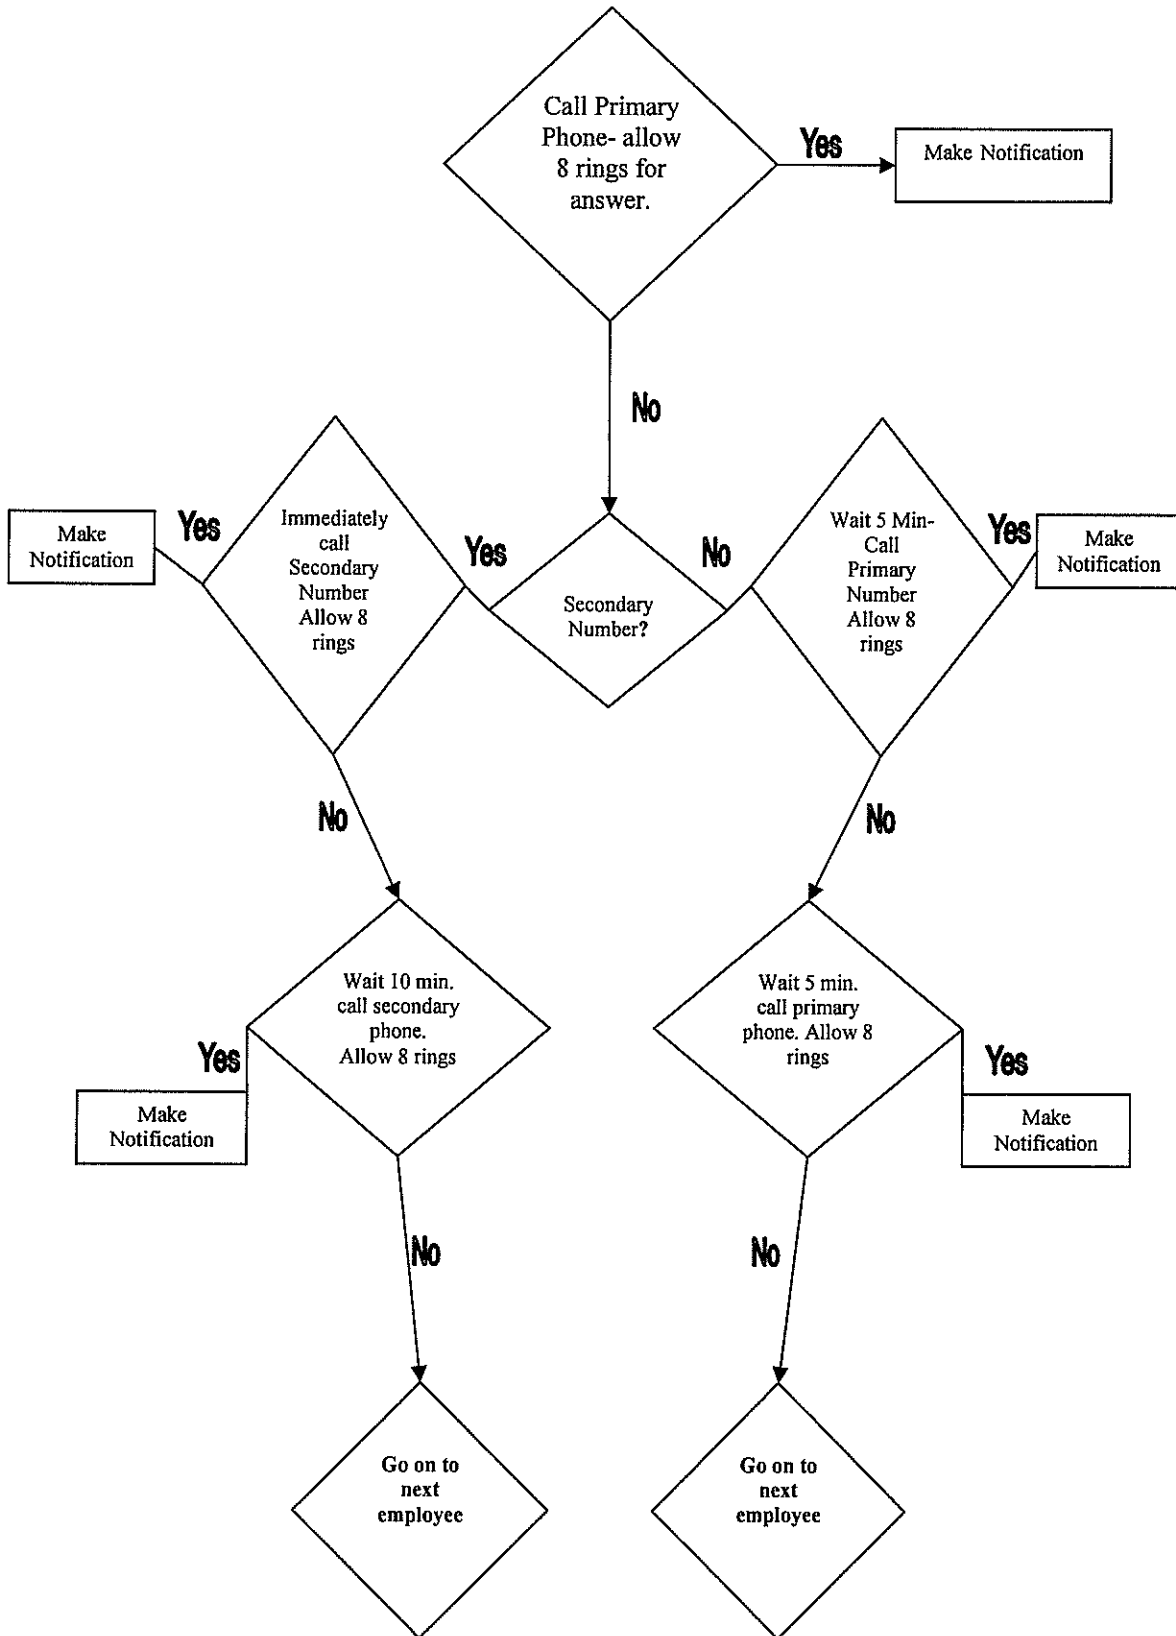 Call Primary
Phone- allow
8 rings for
answer.
Yes
Make Notification
No
Make
Notification
Yes
Immediately
call
Secondary
Number
Allow 8
rings
Yes
Secondary
Number?
No
Wait 5 Min-
Call
Primary
Number
Allow 8
rings
Yes
Make
Notification
No
No
Wait 10 min.
call secondary
phone.
Allow 8 rings
Yes
Make
Notification
Wait 5 min.
call primary
phone. Allow 8
rings
Yes
Make
Notification
No
No
Go on to
next
employee
Go on to
next
employee